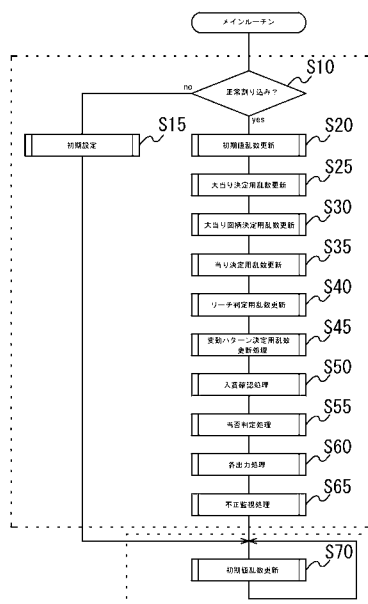 メインルーチン
S10
正常割り込み?
no
yes
S15
初期設定
S20
初期値乱数更新
S25
大当り決定用乱数更新
S30
大当り図柄決定用乱数更新
S35
当り決定用乱数更新
S40
リーチ判定用乱数更新
S45
変動パターン決定用乱数
更新処理
S50
入賞確認処理
S55
当否判定処理
S60
各出力処理
S65
不正監視処理
S70
初期値乱数更新